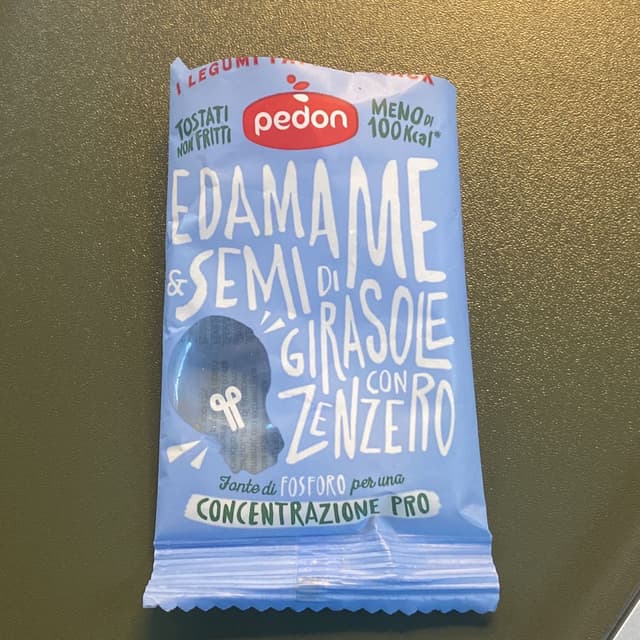 I LEGUMI
TOSTATI
NON FRITTI
pedon
MENO DI
100 Kcal*
EDAMAME
& SEMI DI
GIRASOLE
CON
ZENZERO
Fonte di FOSFORO per una
CONCENTRAZIONE PRO